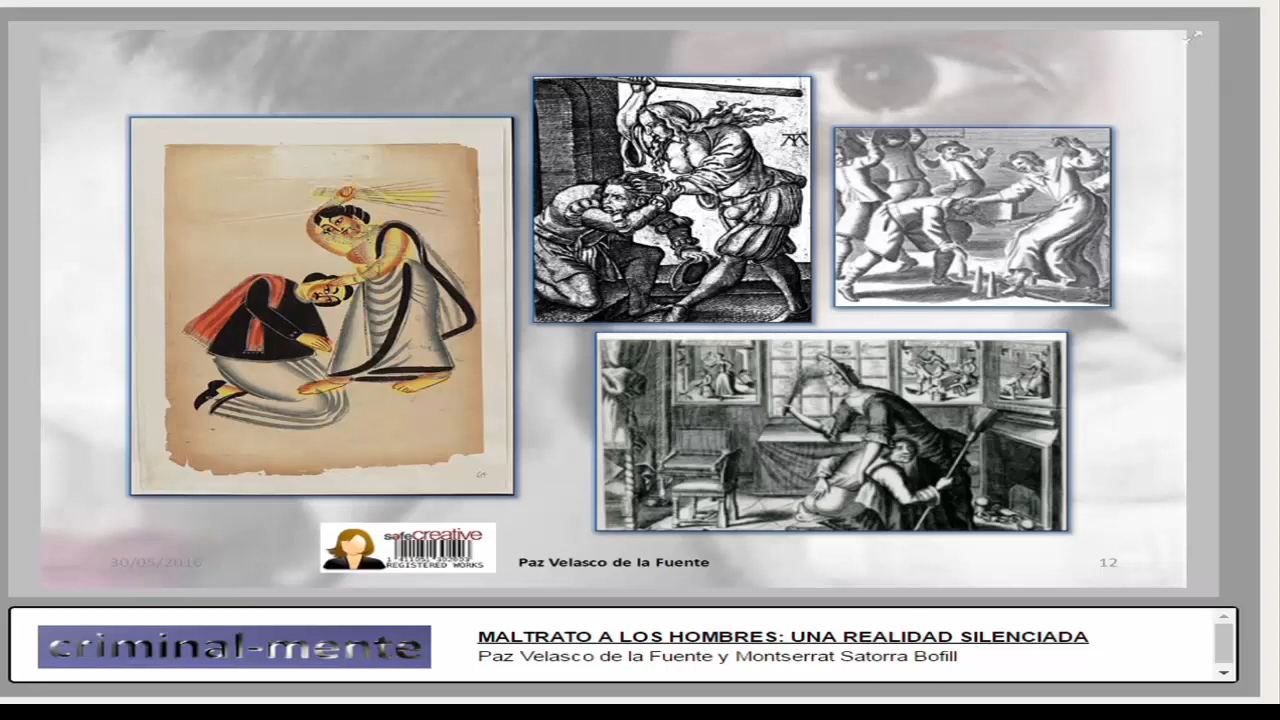 safeCreative
REGISTERED WORKS
30/05/2016
Paz Velasco de la Fuente
12
criminal-mente
MALTRATO A LOS HOMBRES: UNA REALIDAD SILENCIADA
Paz Velasco de la Fuente y Montserrat Satorra Bofill